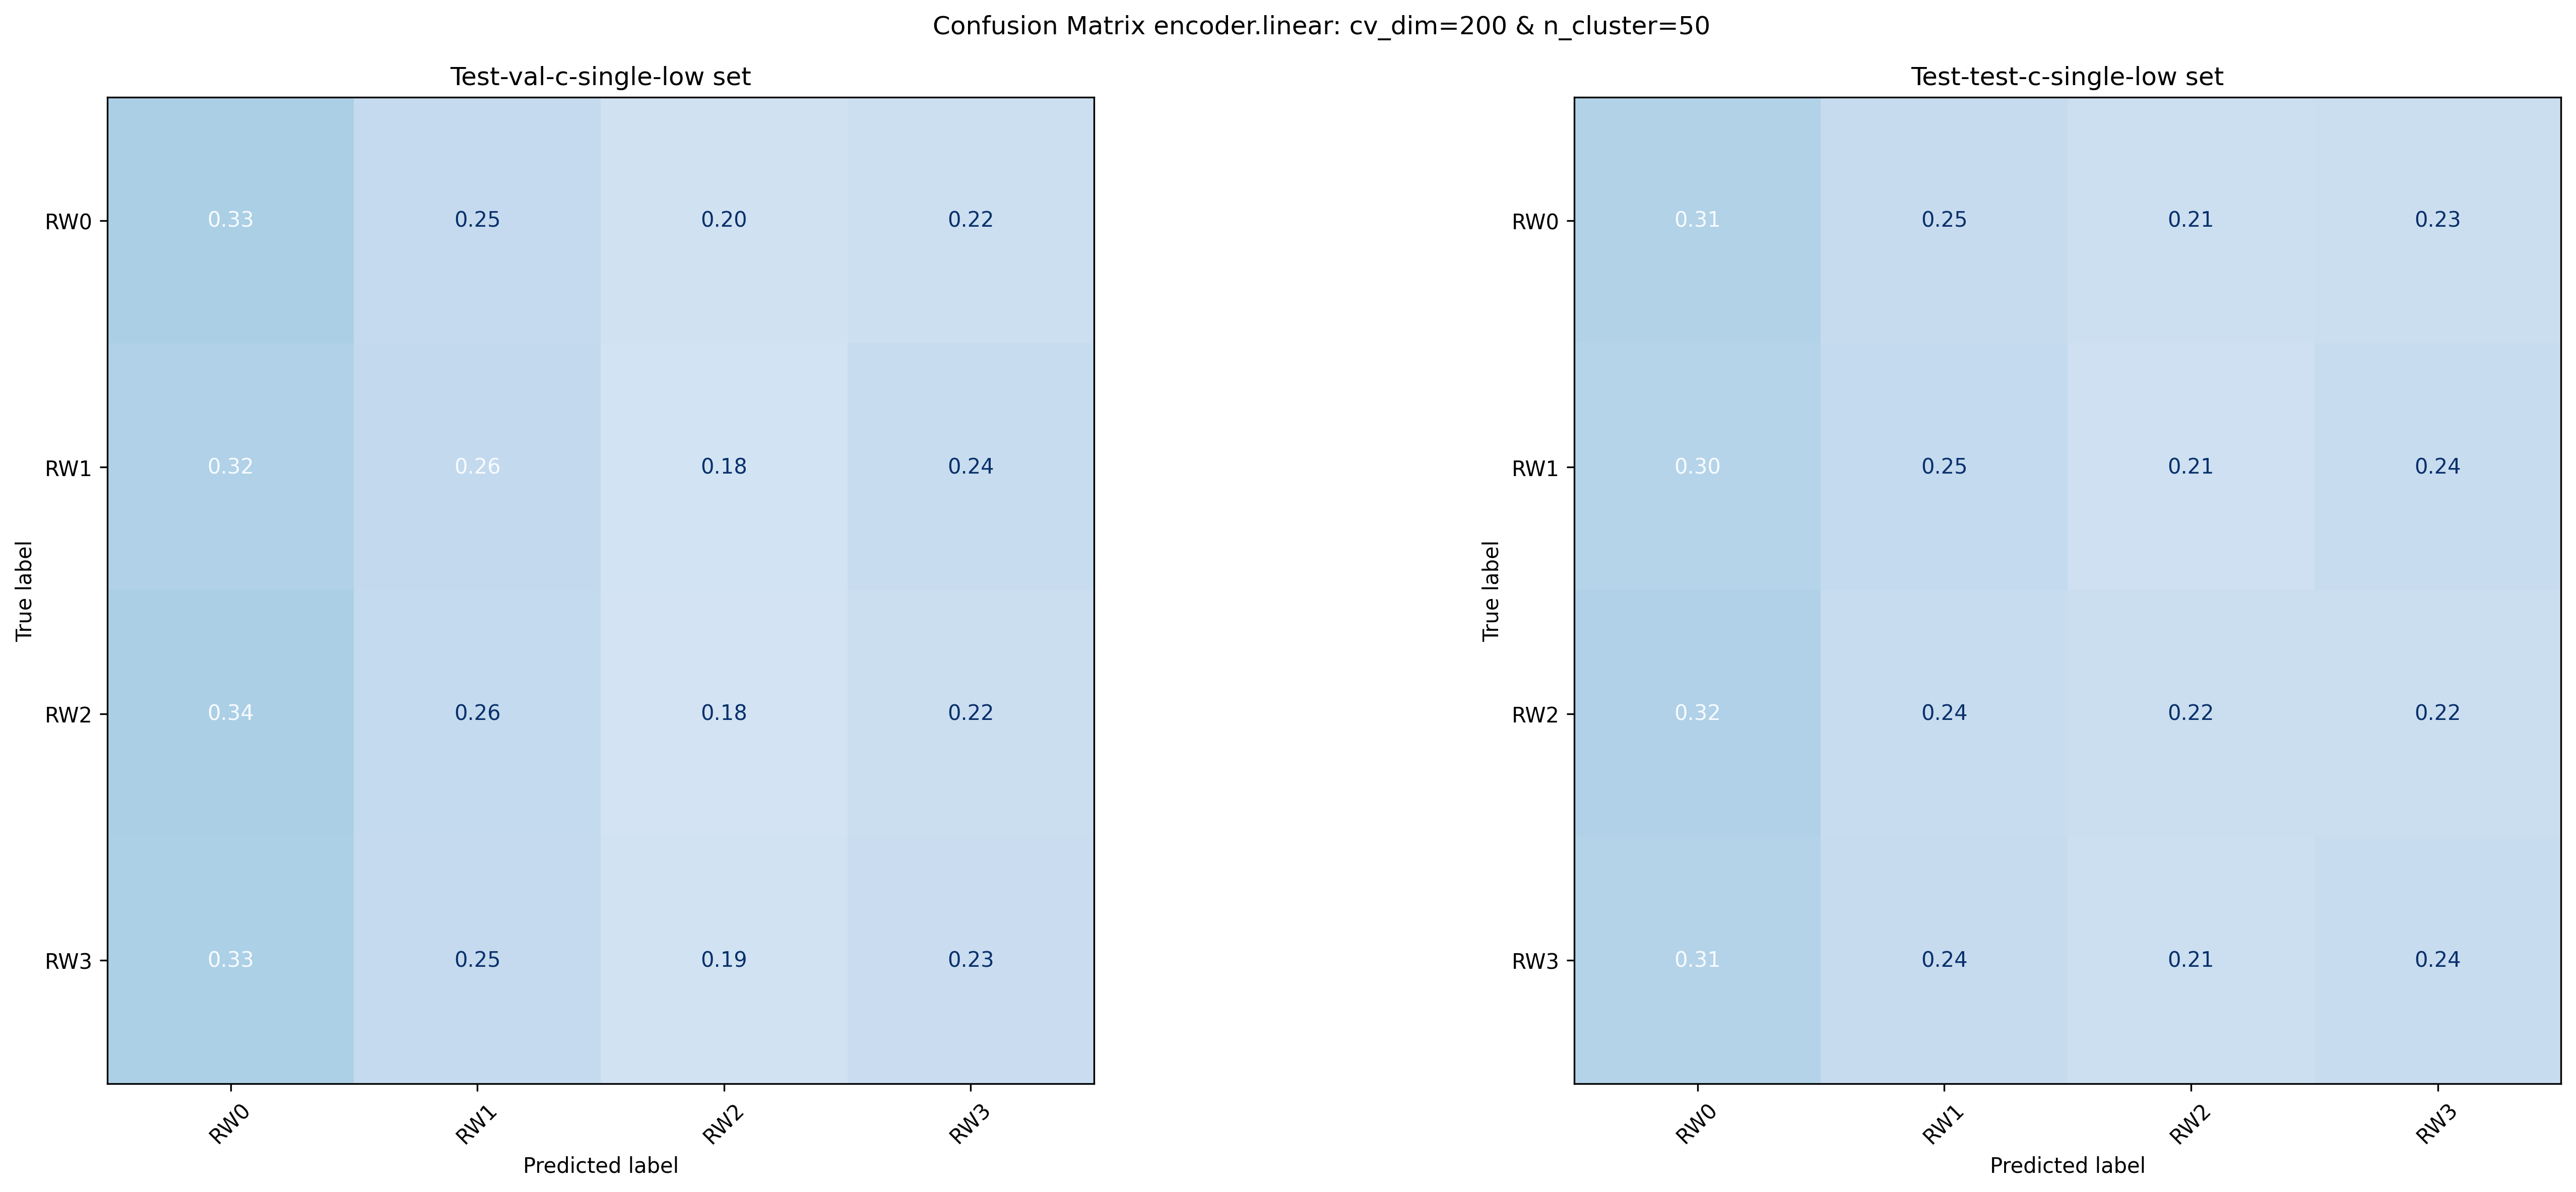 Confusion Matrix encoder.linear: cv_dim=200 & n_cluster=50
Test-val-c-single-low set
True label
RW0 0.33 0.25 0.20 0.22
RW1 0.32 0.26 0.18 0.24
RW2 0.34 0.26 0.18 0.22
RW3 0.33 0.25 0.19 0.23
RW0 RW1 RW2 RW3
Predicted label
Test-test-c-single-low set
True label
RW0 0.31 0.25 0.21 0.23
RW1 0.30 0.25 0.21 0.24
RW2 0.32 0.24 0.22 0.22
RW3 0.31 0.24 0.21 0.24
RW0 RW1 RW2 RW3
Predicted label